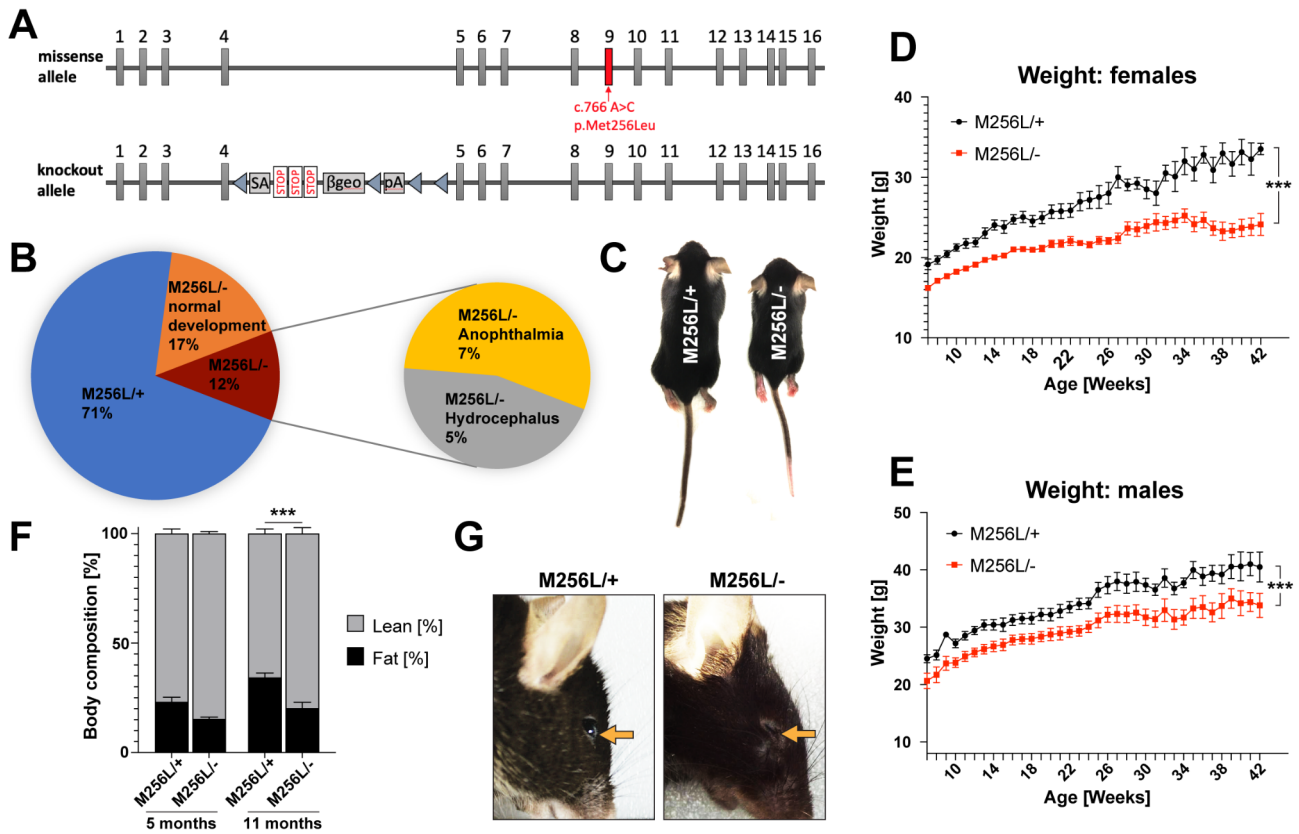 A
missense
allele
1 2 3 4 5 6 7 8 9 10 11 12 13 14 15 16
c.766 A>C
p.Met256Leu
knockout
allele
1 2 3 4 5 6 7 8 9 10 11 12 13 14 15 16
SA STOP STOP STOP βgeo pA
B
M256L/-
normal
development
17%
M256L/-
12%
M256L/+
71%
M256L/-
Anophthalmia
7%
M256L/-
Hydrocephalus
5%
C
M256L/+
M256L/-
D
Weight: females
M256L/+
M256L/-
***
Weight [g]
40
30
20
10
10 14 18 22 26 30 34 38 42
Age [Weeks]
E
Weight: males
M256L/+
M256L/-
***
Weight [g]
50
40
30
20
10
10 14 18 22 26 30 34 38 42
Age [Weeks]
F
***
Body composition [%]
100
50
0
Lean [%]
Fat [%]
M256L/+ M256L/- M256L/+ M256L/-
5 months 11 months
G
M256L/+ M256L/-